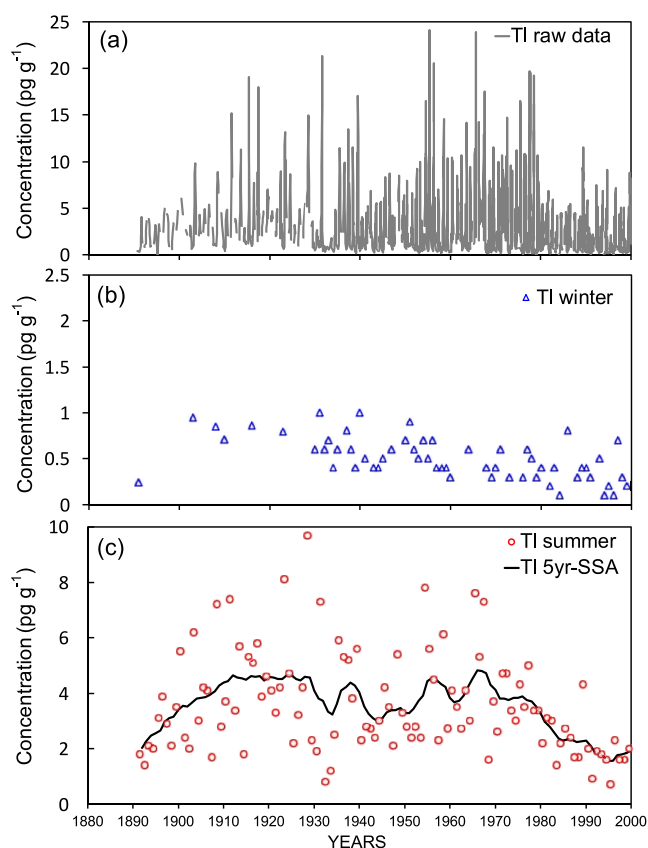 (a)
Tl raw data
Concentration (pg g-1)
25
20
15
10
5
0
(b)
Tl winter
Concentration (pg g-1)
2.5
2
1.5
1
0.5
0
(c)
Tl summer
Tl 5yr-SSA
Concentration (pg g-1)
10
8
6
4
2
0
1880 1890 1900 1910 1920 1930 1940 1950 1960 1970 1980 1990 2000
YEARS